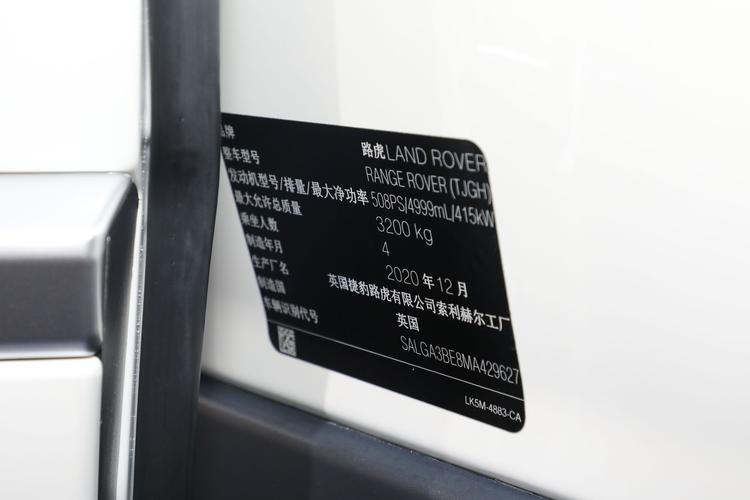 品牌 路虎LAND ROVER
整车型号 RANGE ROVER (TJGH)
发动机型号/排量/最大净功率 508PS/4999mL/415kW
最大允许总质量 3200 kg
乘坐人数 4
制造年月 2020 年 12 月
生产厂名 英国捷豹路虎有限公司索利赫尔工厂
制造国 英国
车辆识别代号 SALGA3BE8MA429627
LK5M-4883-CA